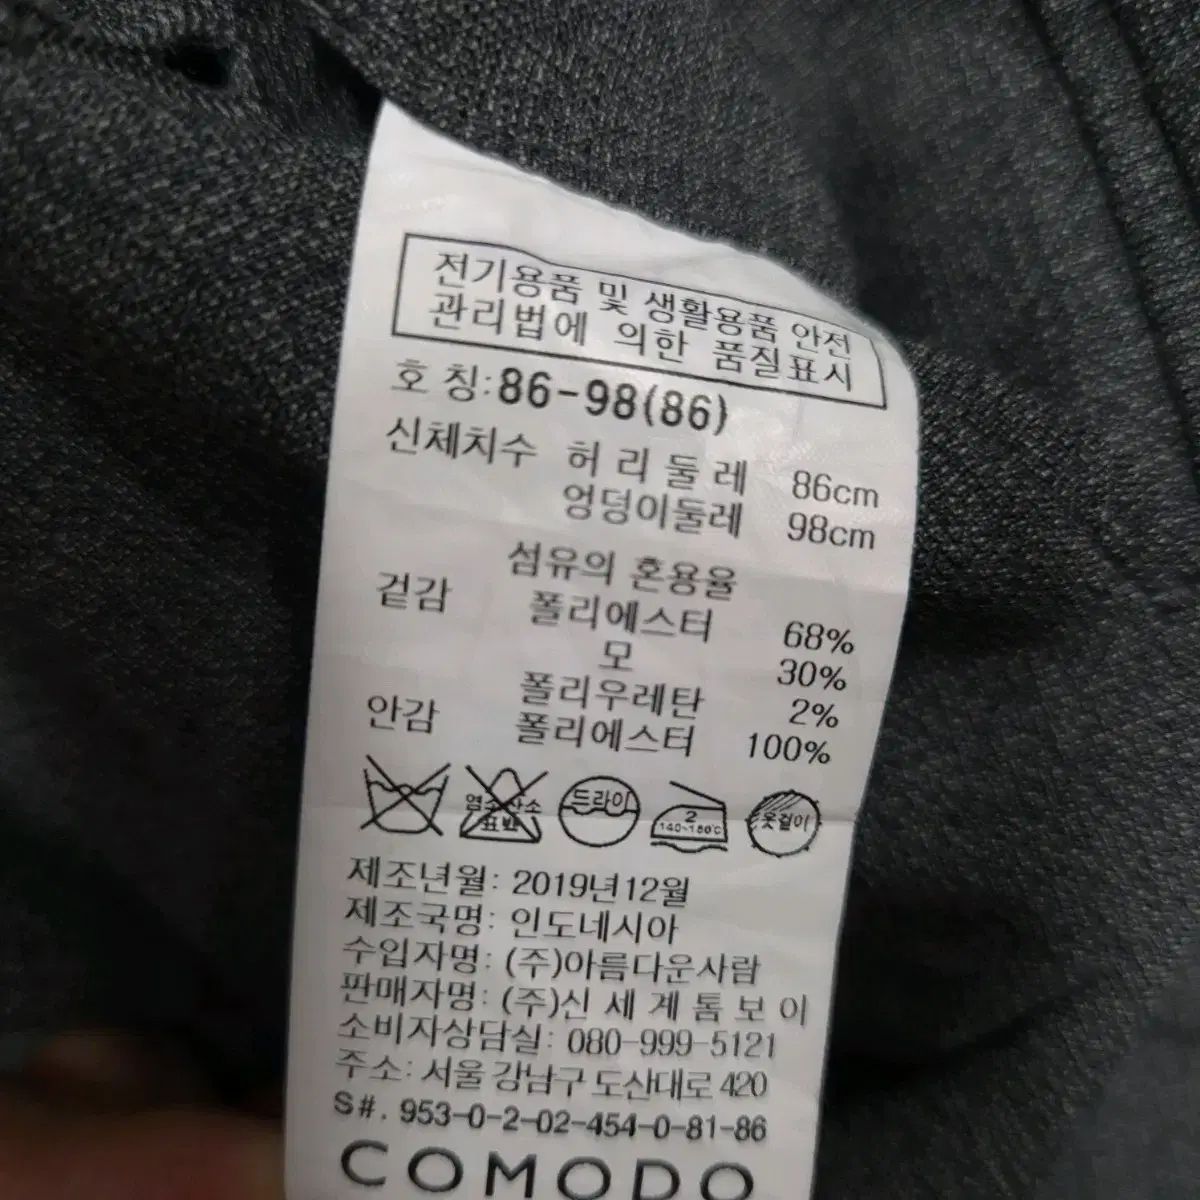 전기용품 및 생활용품 안전
관리법에 의한 품질표시
호 칭: 86-98(86)
신체치수 허 리 둘 레 86cm
엉덩이둘레 98cm
섬유의 혼용율
겉감 폴리에스터 68%
모 30%
폴리우레탄 2%
안감 폴리에스터 100%
염소산소 표백
드라이
2
140~160℃
옷걸이
제조년월: 2019년12월
제조국명: 인도네시아
수입자명: (주)아름다운사람
판매자명: (주)신 세 계 톰 보 이
소비자상담실: 080-999-5121
주소: 서울 강남구 도산대로 420
S#. 953-0-2-02-454-0-81-86
COMODO